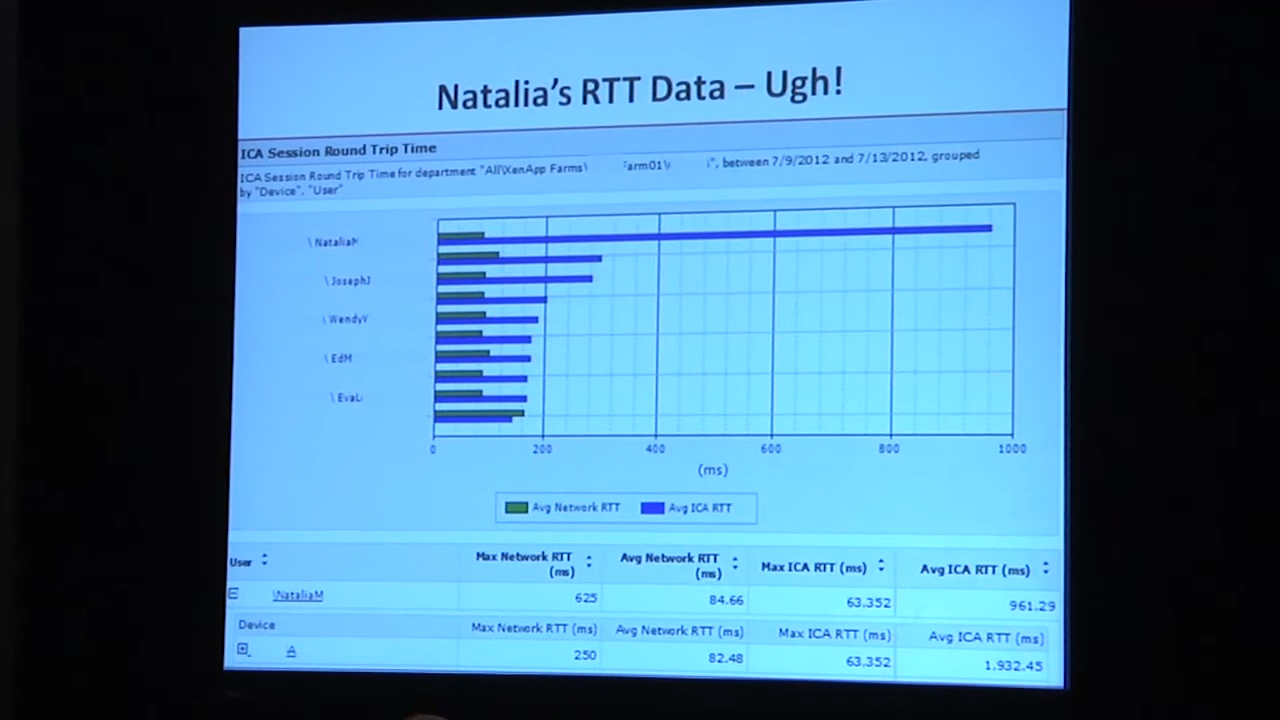 Natalia's RTT Data – Ugh!
ICA Session Round Trip Time
ICA Session Round Trip Time for department "All\XenApp Farms\ Farm01\ \", between 7/9/2012 and 7/13/2012, grouped
by "Device", "User"
\NataliaM
\JosephJ
\WendyV
\EdM
\EvaL
0 200 400 600 800 1000
(ms)
Avg Network RTT Avg ICA RTT
User Max Network RTT (ms) Avg Network RTT (ms) Max ICA RTT (ms) Avg ICA RTT (ms)
\NataliaM 625 84.66 63,352 961.29
Device Max Network RTT (ms) Avg Network RTT (ms) Max ICA RTT (ms) Avg ICA RTT (ms)
A 250 82.48 63,352 1,932.45